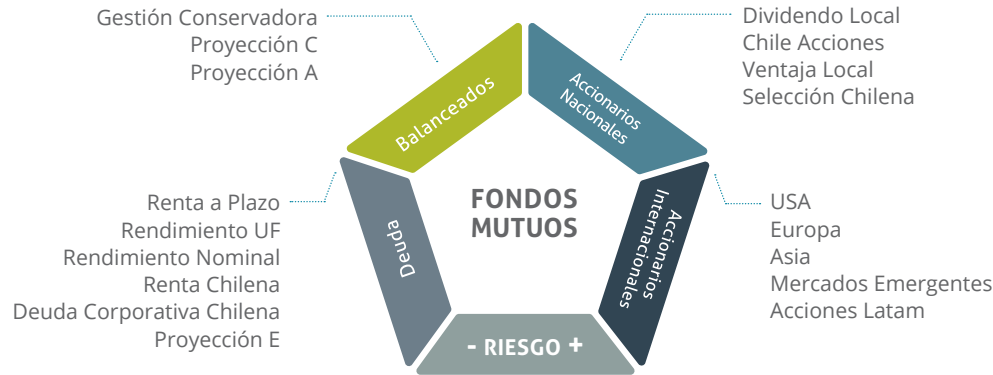 Gestión Conservadora
Proyección C
Proyección A
Balanceados
Accionarios
Nacionales
Dividendo Local
Chile Acciones
Ventaja Local
Selección Chilena
Renta a Plazo
Rendimiento UF
Rendimiento Nominal
Renta Chilena
Deuda Corporativa Chilena
Proyección E
Deuda
FONDOS
MUTUOS
Accionarios
Internacionales
USA
Europa
Asia
Mercados Emergentes
Acciones Latam
- RIESGO +